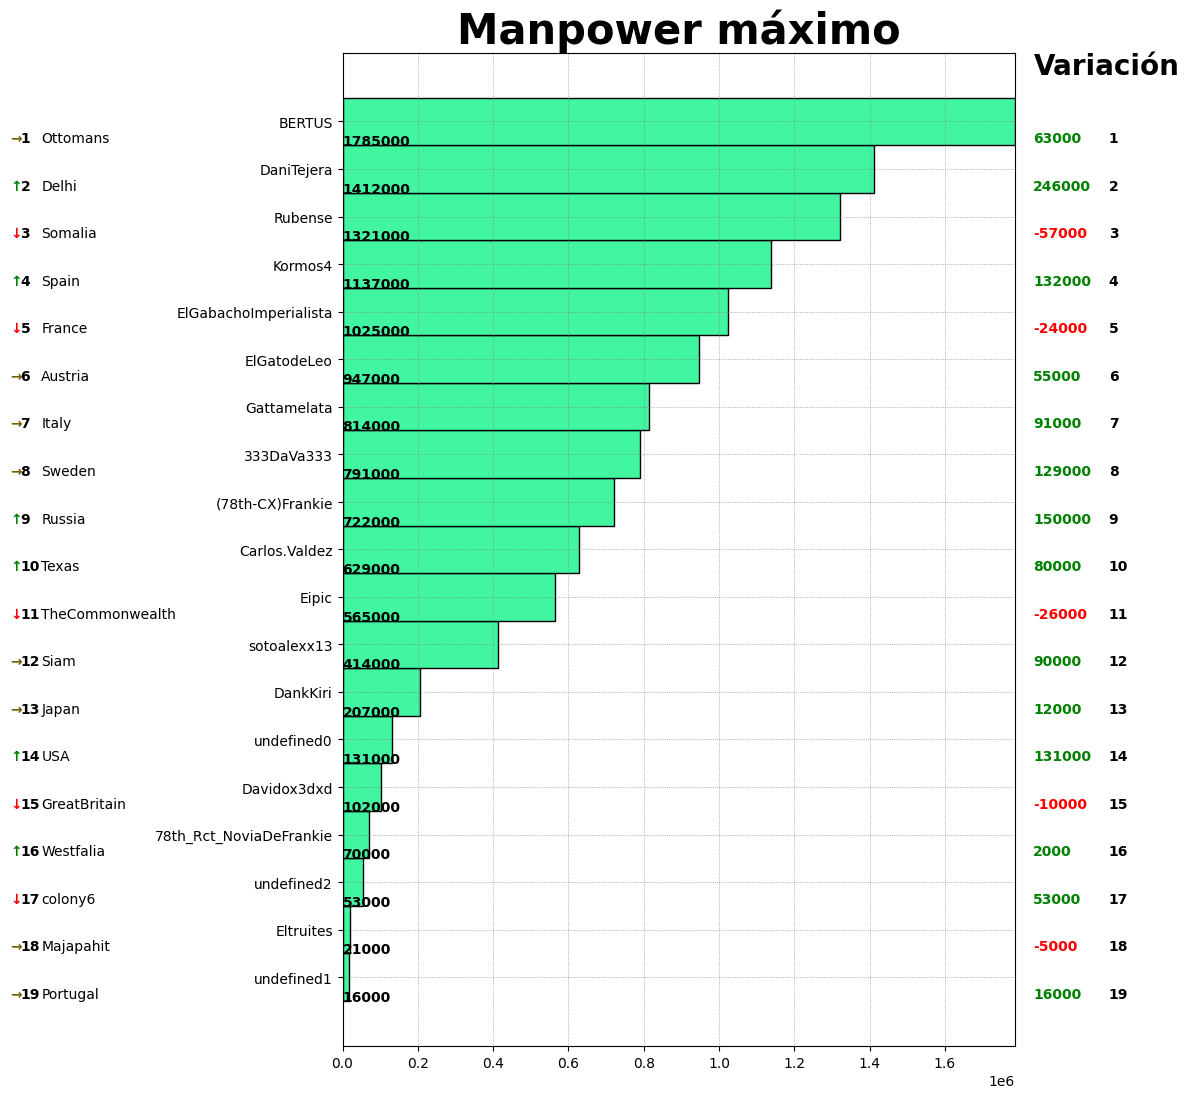 Manpower máximo
Variación
→1 Ottomans BERTUS 1785000 63000 1
↑2 Delhi DaniTejera 1412000 246000 2
↓3 Somalia Rubense 1321000 -57000 3
↑4 Spain Kormos4 1137000 132000 4
↓5 France ElGabachoImperialista 1025000 -24000 5
→6 Austria ElGatodeLeo 947000 55000 6
→7 Italy Gattamelata 814000 91000 7
→8 Sweden 333DaVa333 791000 129000 8
↑9 Russia (78th-CX)Frankie 722000 150000 9
↑10 Texas Carlos.Valdez 629000 80000 10
↓11 TheCommonwealth Eipic 565000 -26000 11
→12 Siam sotoalexx13 414000 90000 12
→13 Japan DankKiri 207000 12000 13
↑14 USA undefined0 131000 131000 14
↓15 GreatBritain Davidox3dxd 102000 -10000 15
↑16 Westfalia 78th_Rct_NoviaDeFrankie 70000 2000 16
↓17 colony6 undefined2 53000 53000 17
→18 Majapahit Eltruites 21000 -5000 18
→19 Portugal undefined1 16000 16000 19
0.0 0.2 0.4 0.6 0.8 1.0 1.2 1.4 1.6
1e6